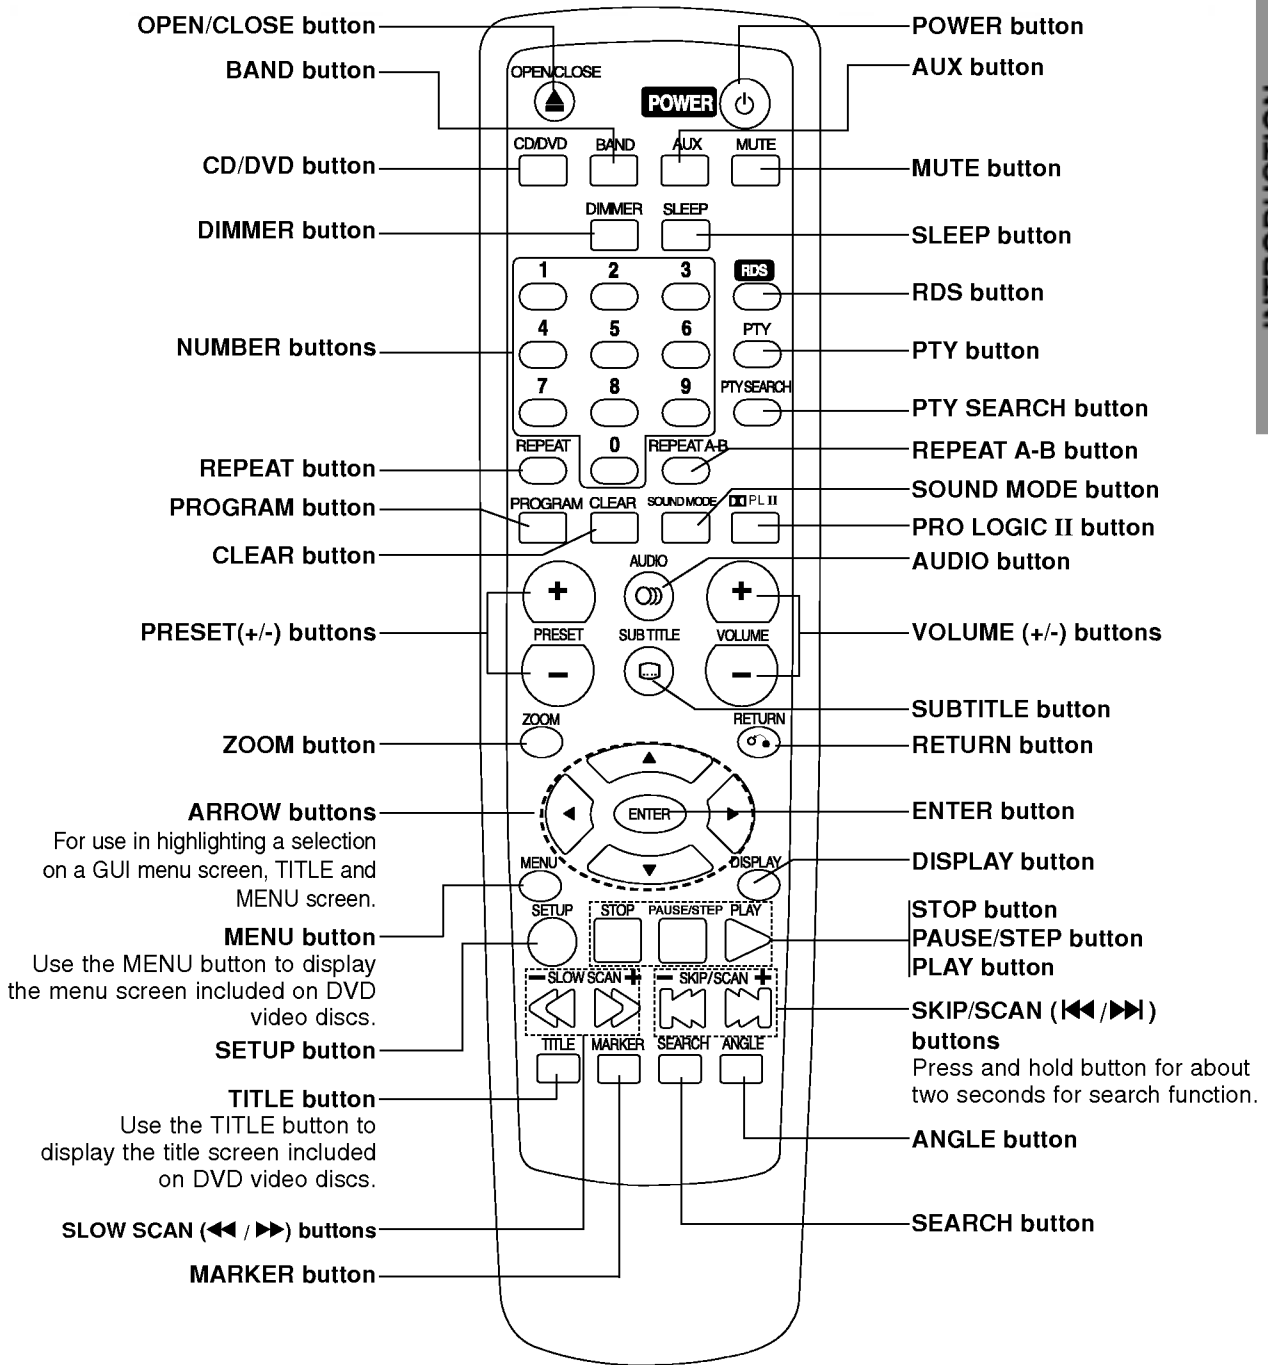 OPEN/CLOSE button
BAND button
CD/DVD button
DIMMER button
NUMBER buttons
REPEAT button
PROGRAM button
CLEAR button
PRESET(+/-) buttons
ZOOM button
ARROW buttons
For use in highlighting a selection
on a GUI menu screen, TITLE and
MENU screen.
MENU button
Use the MENU button to display
the menu screen included on DVD
video discs.
SETUP button
TITLE button
Use the TITLE button to
display the title screen included
on DVD video discs.
SLOW SCAN (◀◀ / ▶▶) buttons
MARKER button
OPEN/CLOSE
POWER
CD/DVD BAND AUX MUTE
DIMMER SLEEP
1 2 3 RDS
4 5 6 PTY
7 8 9 PTY SEARCH
REPEAT 0 REPEAT A-B
PROGRAM CLEAR SOUND MODE PL II
AUDIO
+ +
PRESET SUBTITLE VOLUME
− −
ZOOM RETURN
ENTER
MENU DISPLAY
SETUP STOP PAUSE/STEP PLAY
− SLOW SCAN + − SKIP/SCAN +
TITLE MARKER SEARCH ANGLE
POWER button
AUX button
MUTE button
SLEEP button
RDS button
PTY button
PTY SEARCH button
REPEAT A-B button
SOUND MODE button
PRO LOGIC II button
AUDIO button
VOLUME (+/-) buttons
SUBTITLE button
RETURN button
ENTER button
DISPLAY button
STOP button
PAUSE/STEP button
PLAY button
SKIP/SCAN (|◀◀ / ▶▶|)
buttons
Press and hold button for about
two seconds for search function.
ANGLE button
SEARCH button
INTRODUCTION